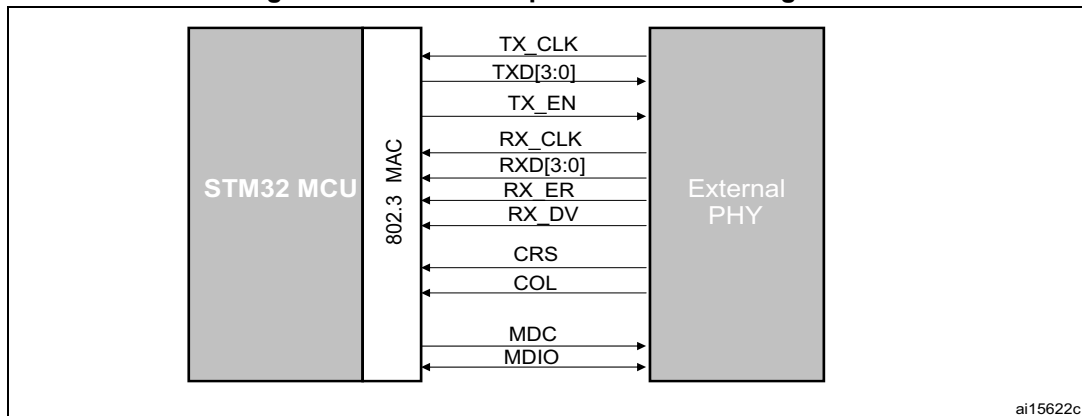 TX_CLK
TXD[3:0]
TX_EN
RX_CLK
RXD[3:0]
RX_ER
RX_DV
CRS
COL
MDC
MDIO
STM32 MCU
802.3 MAC
External
PHY
ai15622c